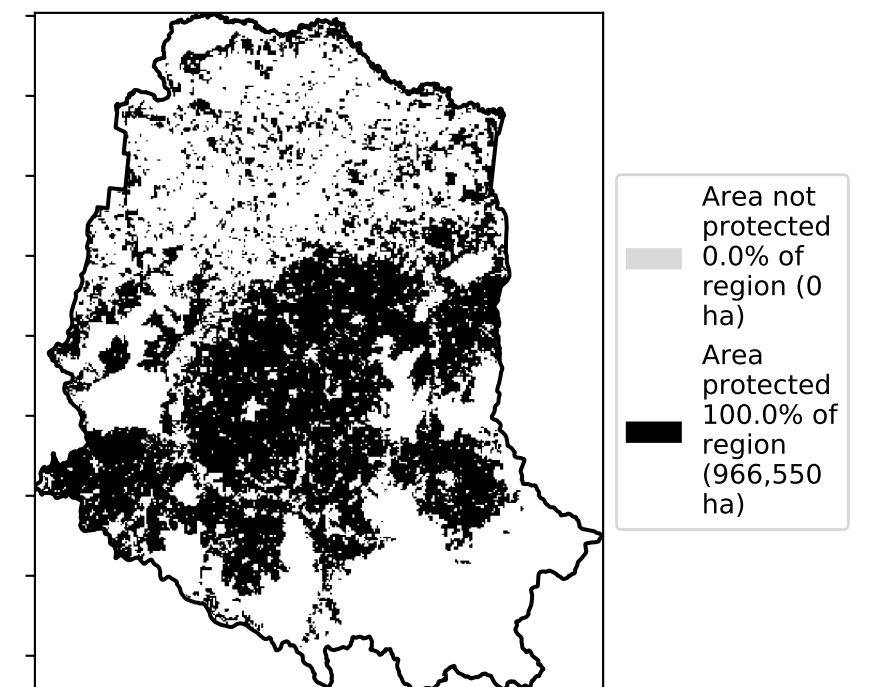 Area not
protected
0.0% of
region (0
ha)
Area
protected
100.0% of
region
(966,550
ha)